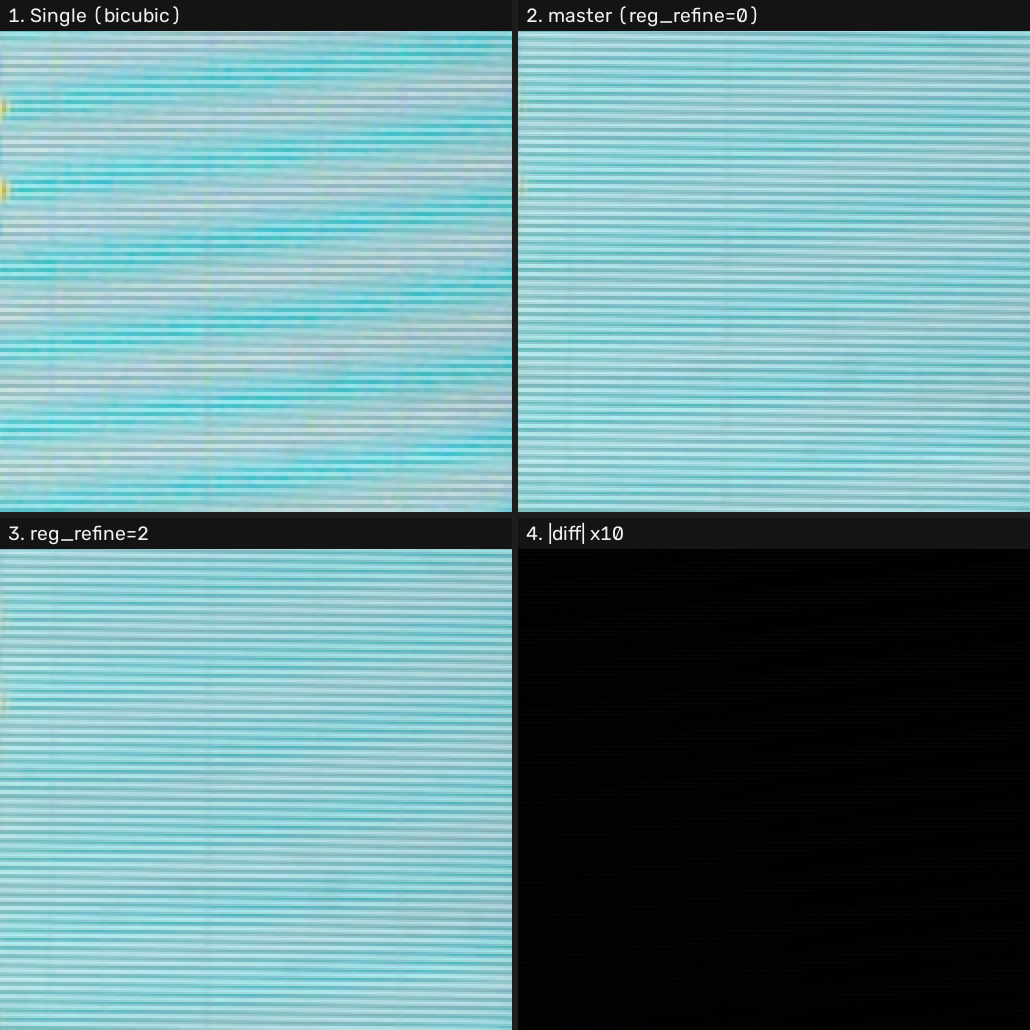 1. Single (bicubic)
2. master (reg_refine=0)
3. reg_refine=2
4. |diff| x10